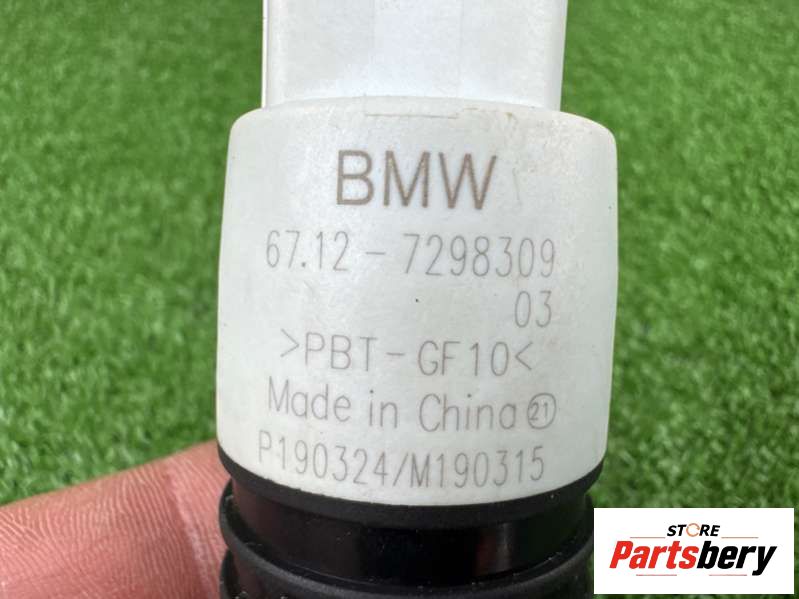 BMW
67.12 - 7298309
03
>PBT-GF10<
Made in China 21
P190324/M190315
STORE
Partsbery